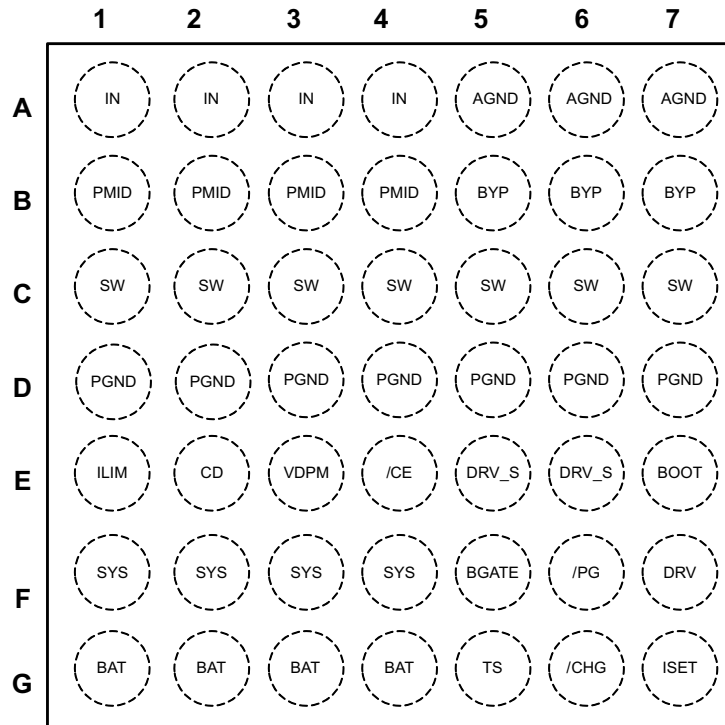 1 2 3 4 5 6 7
A IN IN IN IN AGND AGND AGND
B PMID PMID PMID PMID BYP BYP BYP
C SW SW SW SW SW SW SW
D PGND PGND PGND PGND PGND PGND PGND
E ILIM CD VDPM /CE DRV_S DRV_S BOOT
F SYS SYS SYS SYS BGATE /PG DRV
G BAT BAT BAT BAT TS /CHG ISET